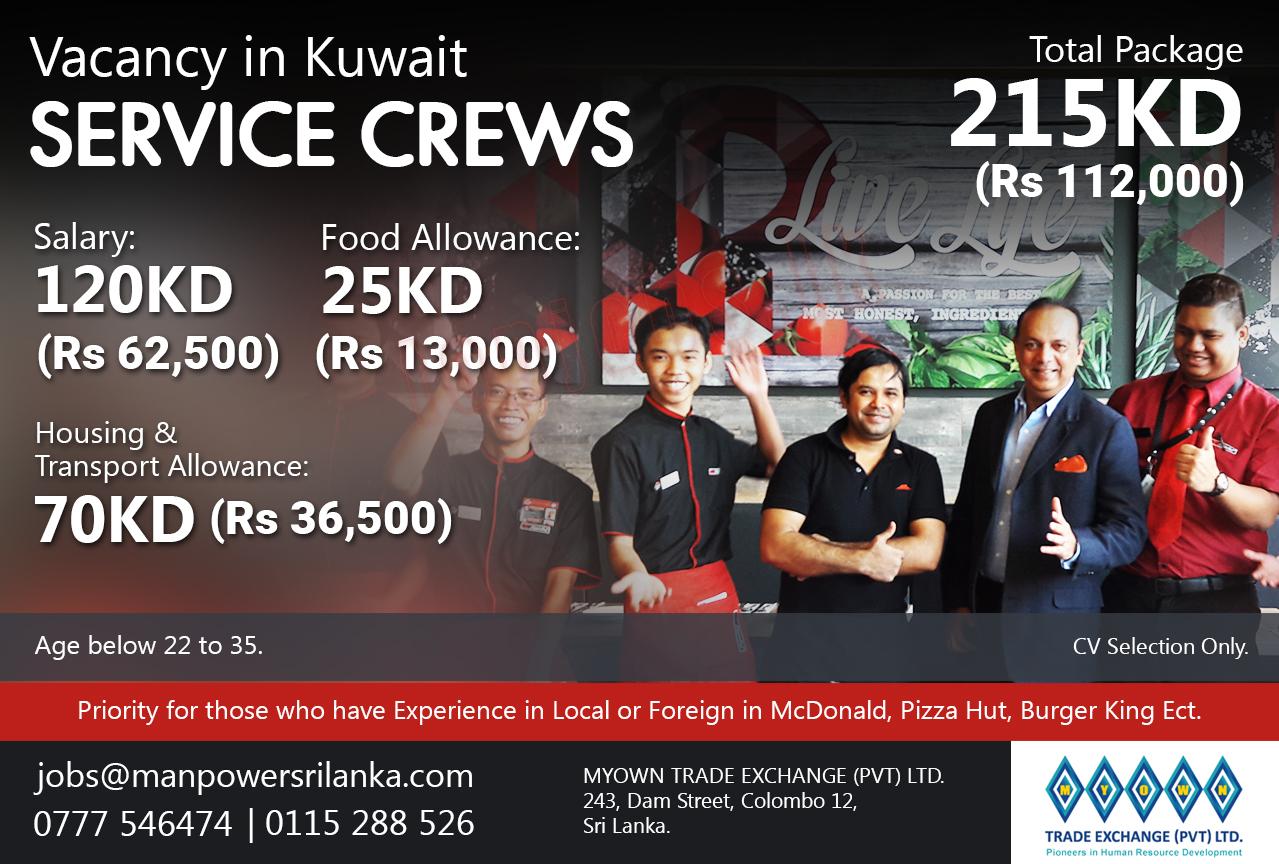 Vacancy in Kuwait
SERVICE CREWS
Total Package
215KD
(Rs 112,000)
Salary:
120KD
(Rs 62,500)
Food Allowance:
25KD
(Rs 13,000)
Housing &
Transport Allowance:
70KD (Rs 36,500)
Live Life
A PASSION FOR THE BEST
MOST HONEST, INGREDIEN
Age below 22 to 35.
CV Selection Only.
Priority for those who have Experience in Local or Foreign in McDonald, Pizza Hut, Burger King Ect.
jobs@manpowersrilanka.com
0777 546474 | 0115 288 526
MYOWN TRADE EXCHANGE (PVT) LTD.
243, Dam Street, Colombo 12,
Sri Lanka.
MYOWN
TRADE EXCHANGE (PVT) LTD.
Pioneers in Human Resource Development